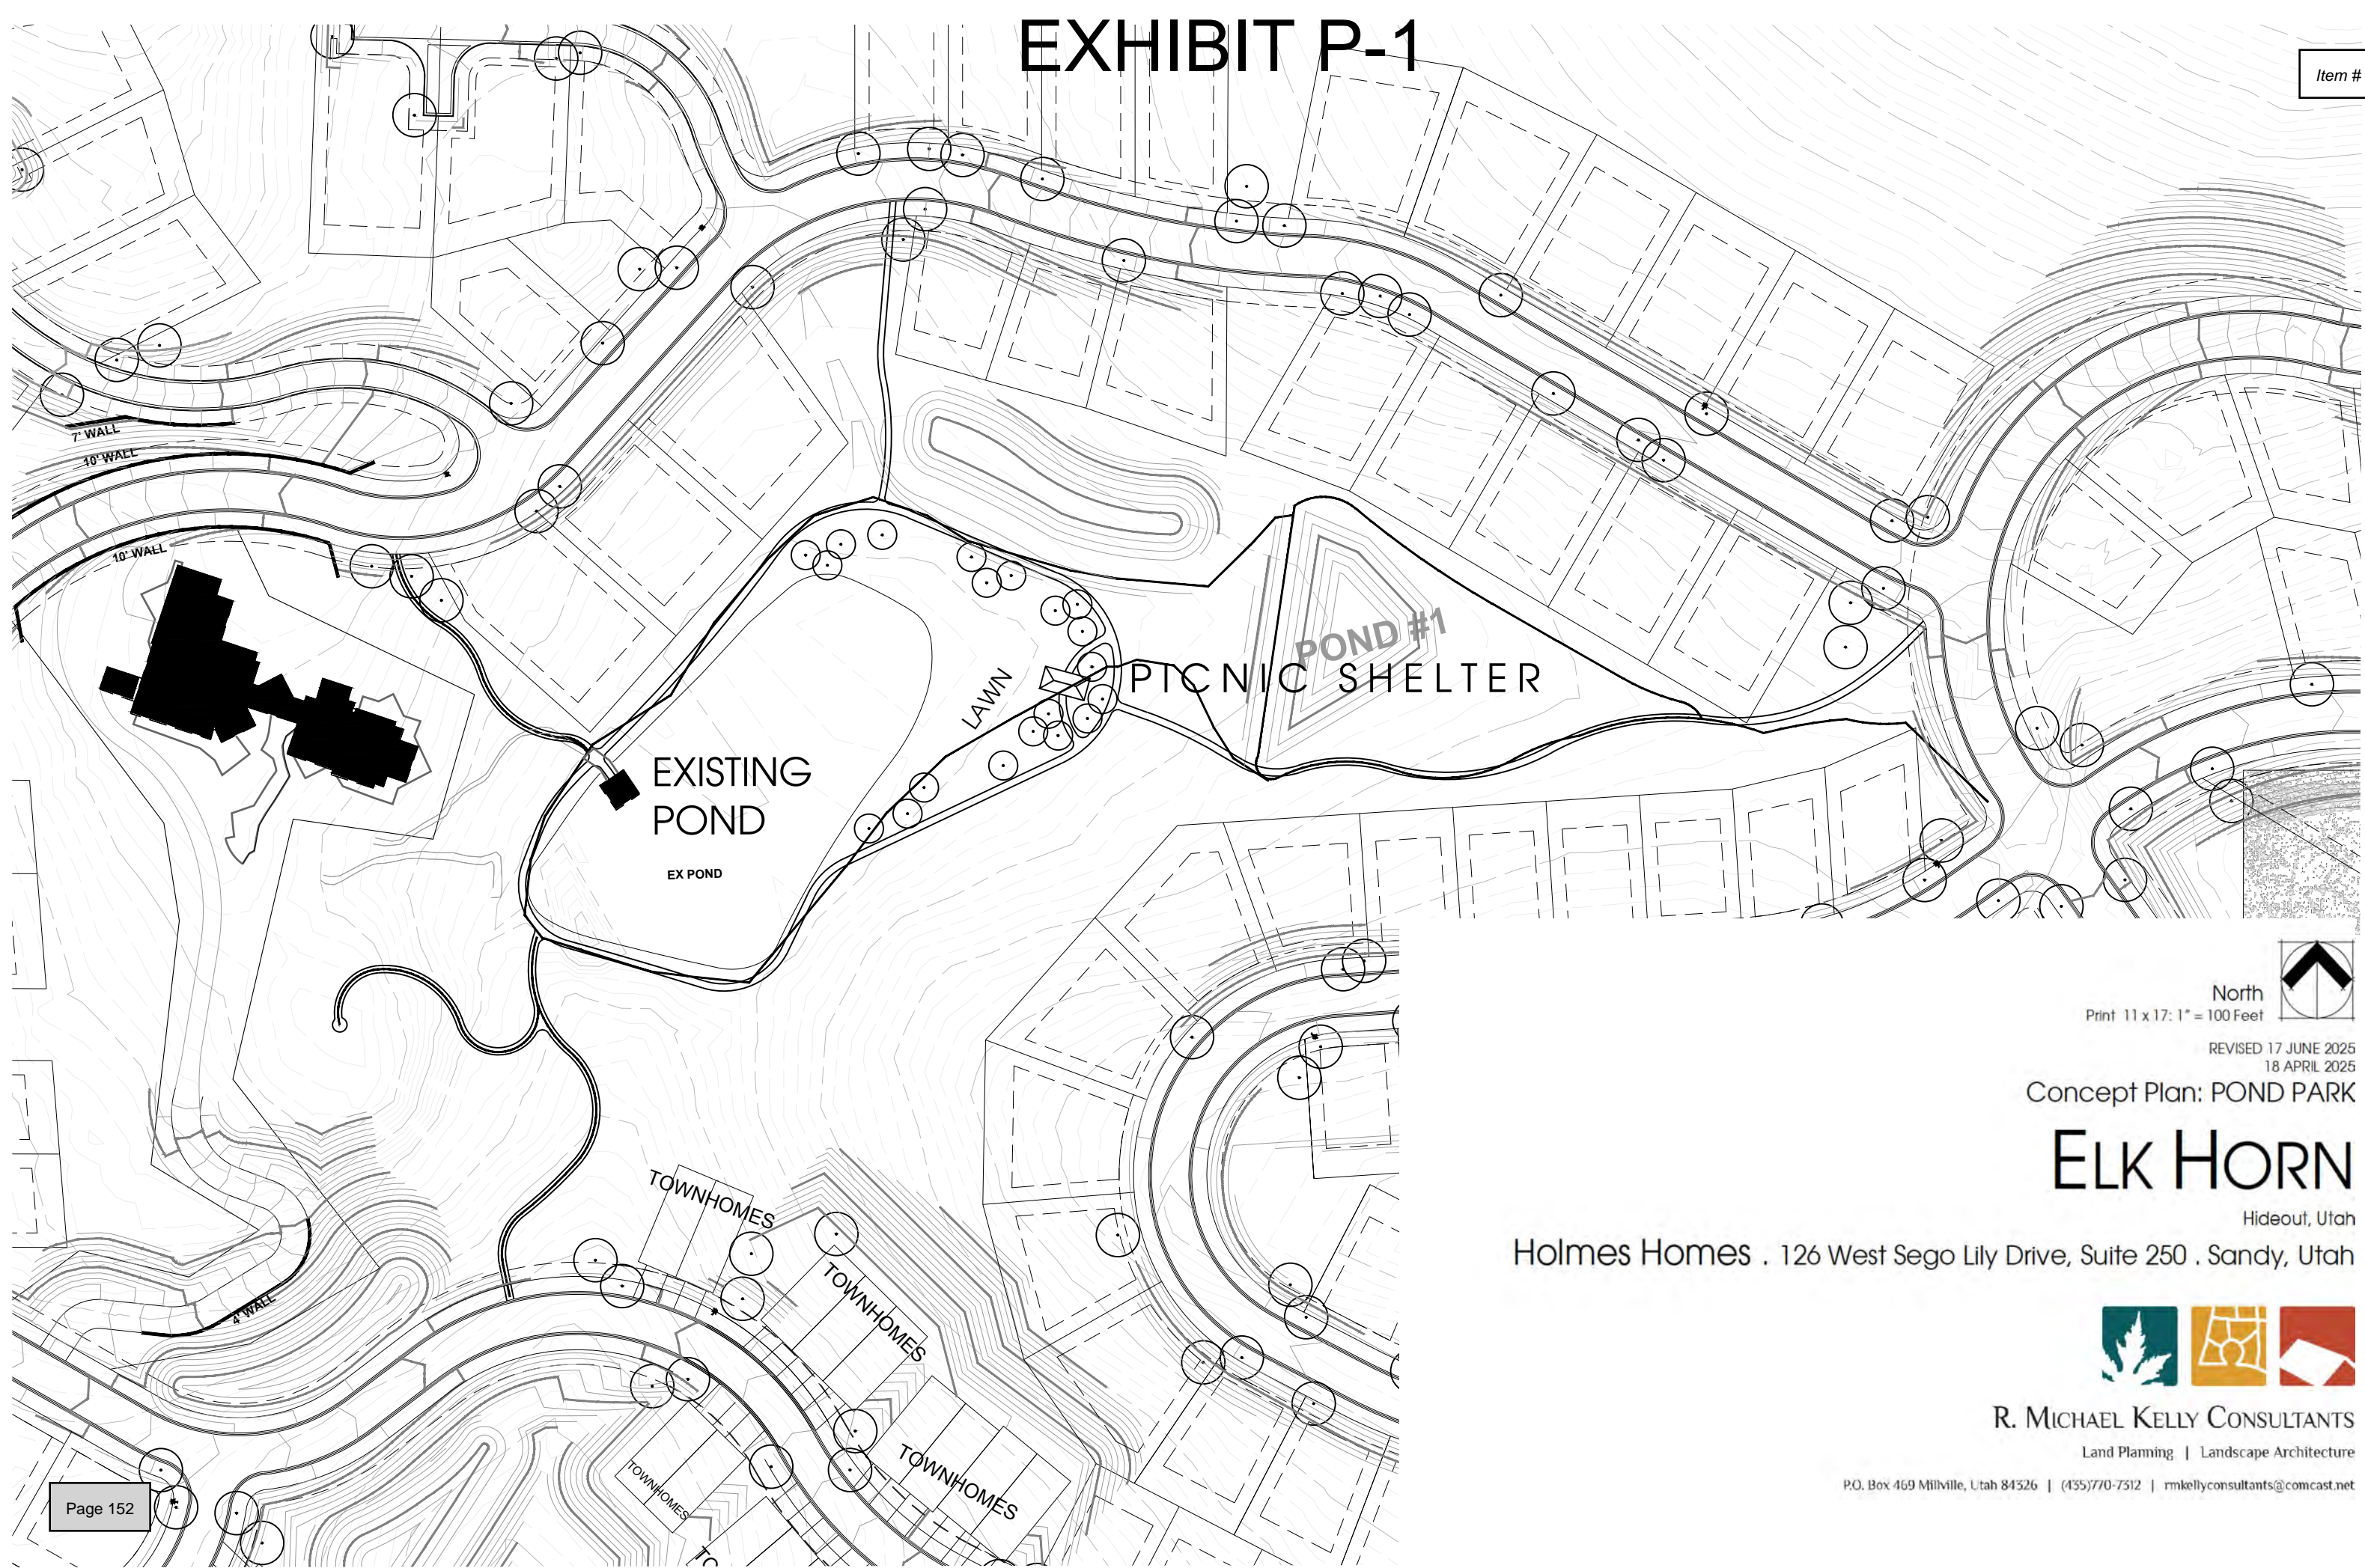 EXHIBIT P-1
Item #
7' WALL
10' WALL
10' WALL
POND #1
PICNIC SHELTER
LAWN
EXISTING
POND
EX POND
TOWNHOMES
TOWNHOMES
TOWNHOMES
TOWNHOMES
TO
4' WALL
Page 152
North
Print 11 x 17: 1" = 100 Feet
REVISED 17 JUNE 2025
18 APRIL 2025
Concept Plan: POND PARK
ELK HORN
Hideout, Utah
Holmes Homes . 126 West Sego Lily Drive, Suite 250 . Sandy, Utah
R. MICHAEL KELLY CONSULTANTS
Land Planning | Landscape Architecture
P.O. Box 469 Millville, Utah 84326 | (435)770-7312 | rmkellyconsultants@comcast.net